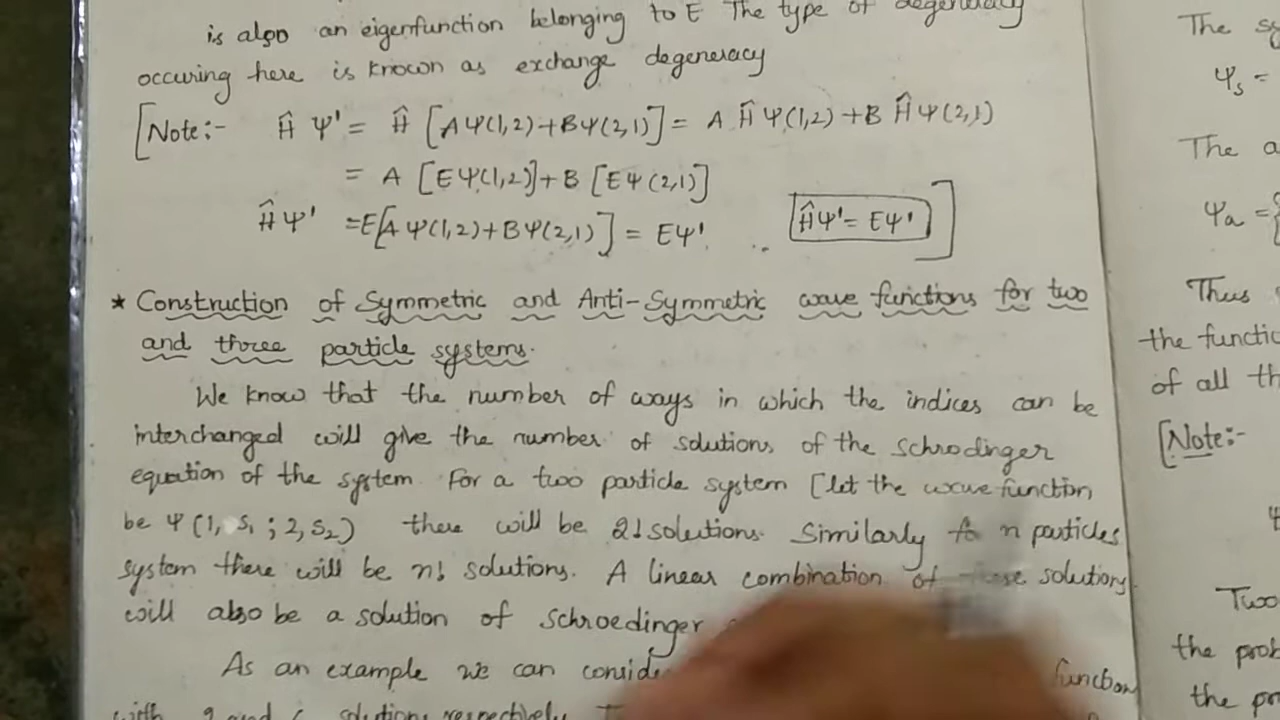 is also an eigenfunction belonging to E The type of degeneracy
occuring here is known as exchange degeneracy
[Note:- Ĥ Ψ' = Ĥ [AΨ(1,2)+BΨ(2,1)] = A Ĥ Ψ(1,2)+B Ĥ Ψ(2,1)
= A [EΨ(1,2)]+B [EΨ(2,1)]
Ĥ Ψ' =E[AΨ(1,2)+BΨ(2,1)] = EΨ' ĤΨ'= EΨ' ]
* Construction of Symmetric and Anti-Symmetric wave functions for two
and three particle systems.
We know that the number of ways in which the indices can be
interchanged will give the number of solutions of the schrodinger
equation of the system. For a two particle system [let the wave function
be Ψ(1, S₁ ; 2, S₂) there will be 2! solutions. Similarly for n particles
system there will be n! solutions. A linear combination of these solutions
will also be a solution of schroedinger
As an example we can function
solutions respectively
The
Ψs =
The a
Ψa =
Thus
the functio
of all th
[Note:-
Ψ
Two
the prob
the pr